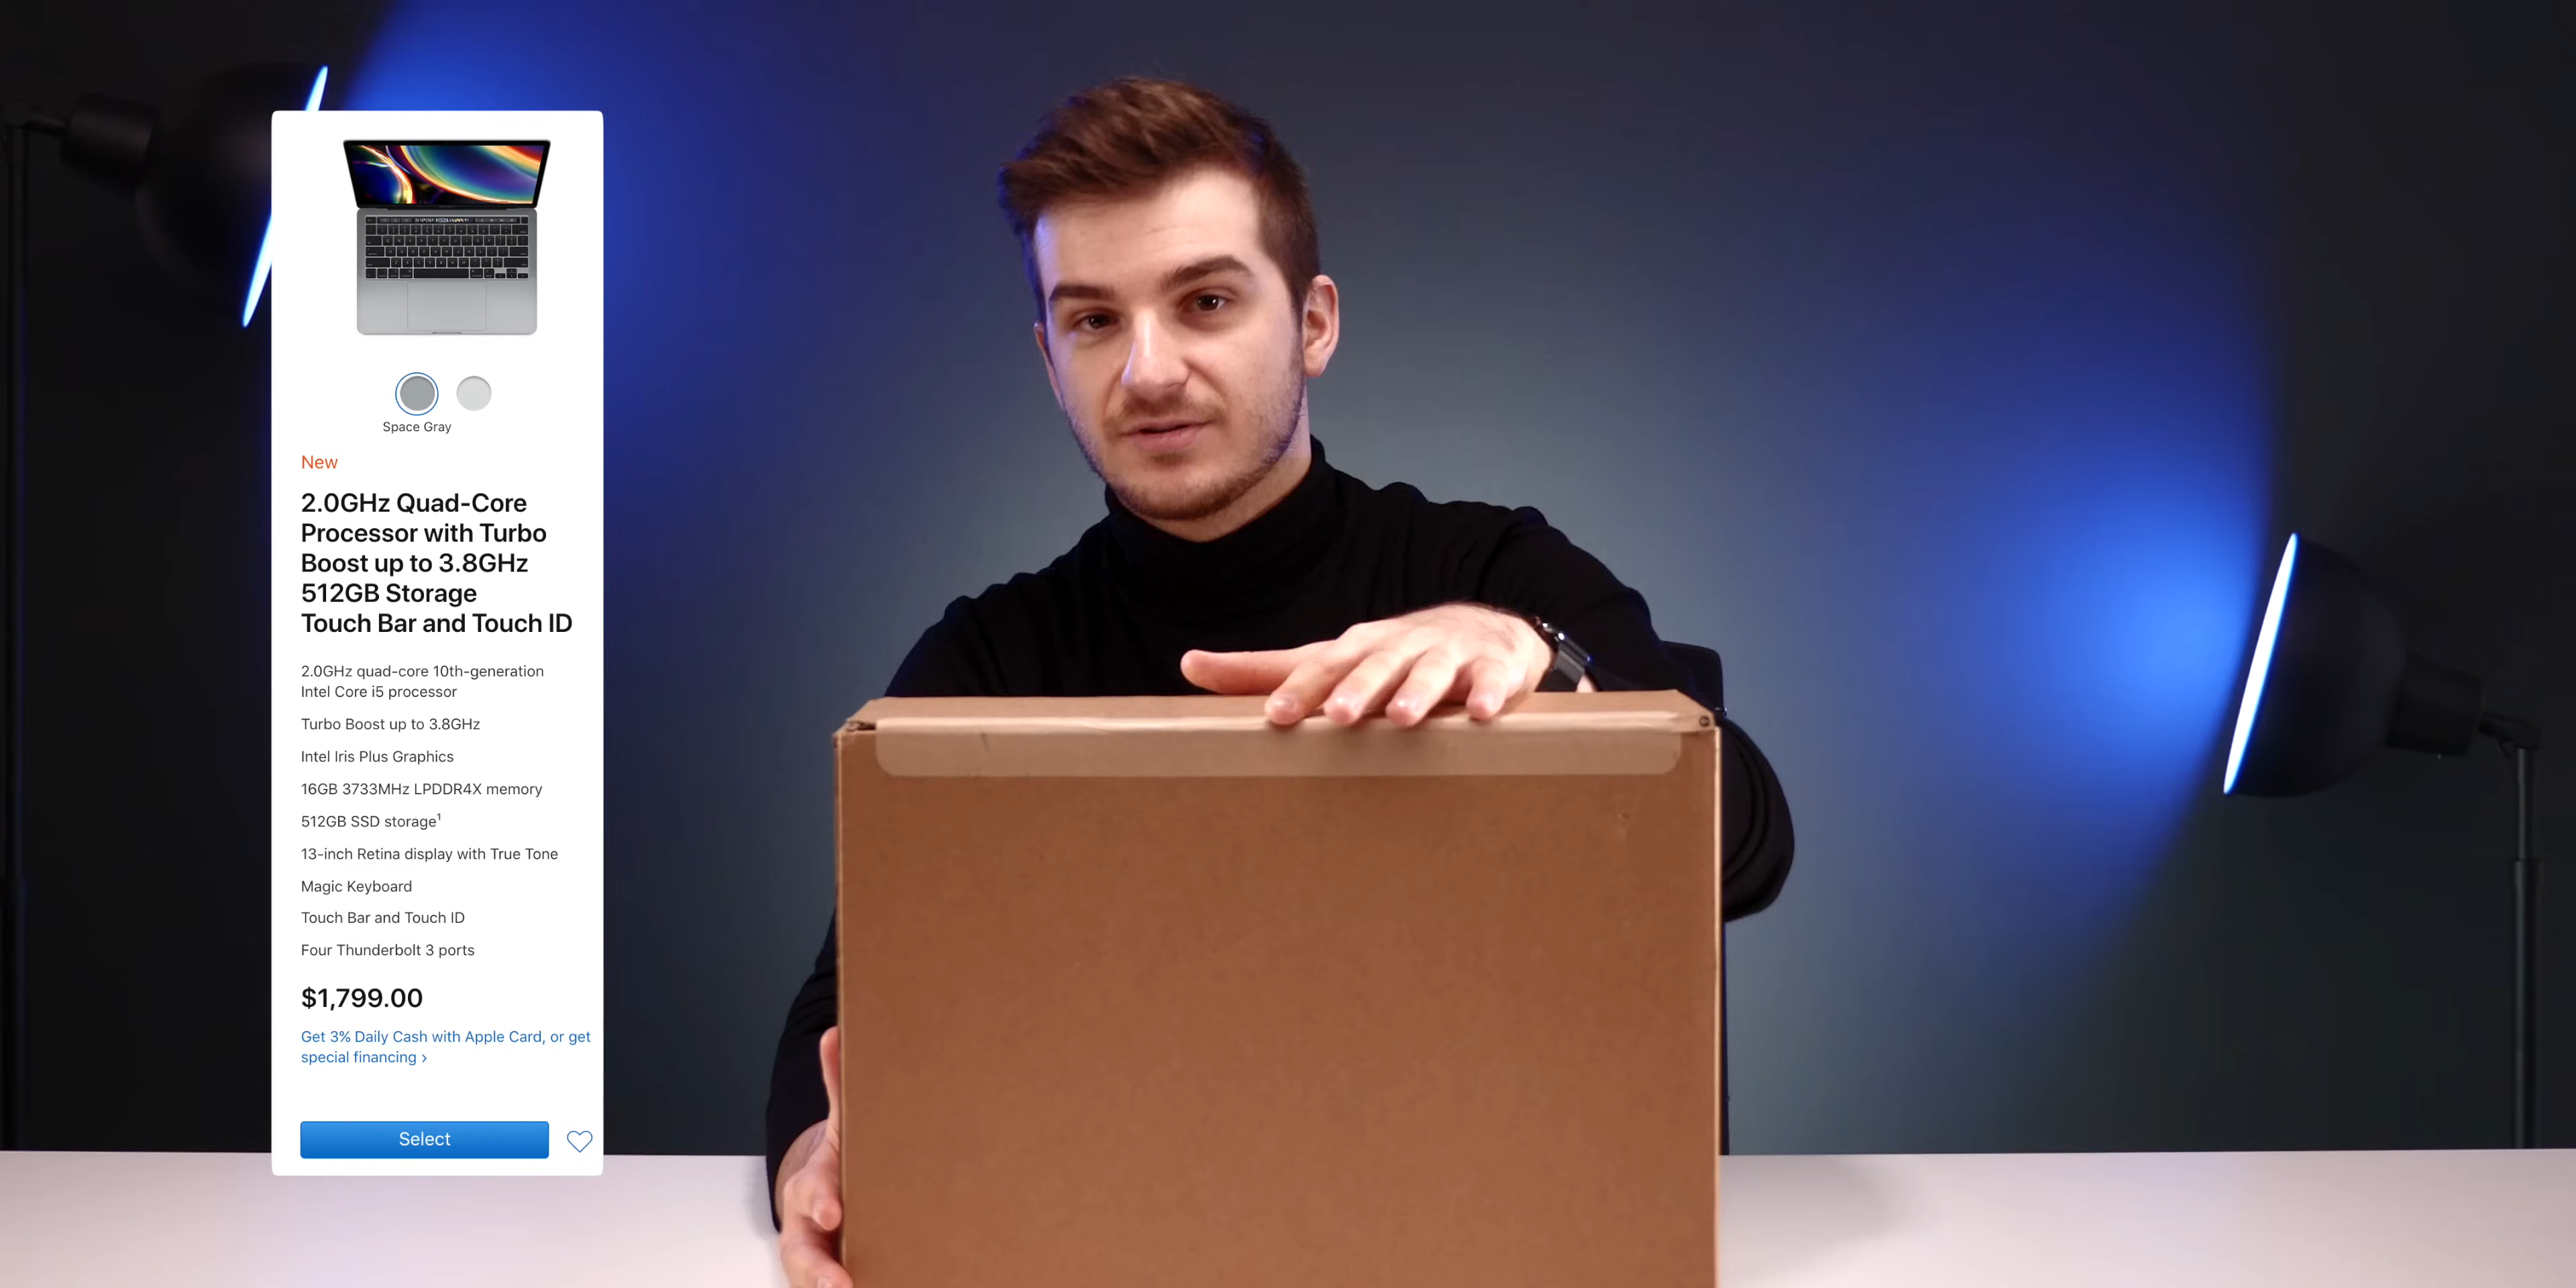 Space Gray
New
2.0GHz Quad-Core
Processor with Turbo
Boost up to 3.8GHz
512GB Storage
Touch Bar and Touch ID
2.0GHz quad-core 10th-generation
Intel Core i5 processor
Turbo Boost up to 3.8GHz
Intel Iris Plus Graphics
16GB 3733MHz LPDDR4X memory
512GB SSD storage¹
13-inch Retina display with True Tone
Magic Keyboard
Touch Bar and Touch ID
Four Thunderbolt 3 ports
$1,799.00
Get 3% Daily Cash with Apple Card, or get
special financing ›
Select